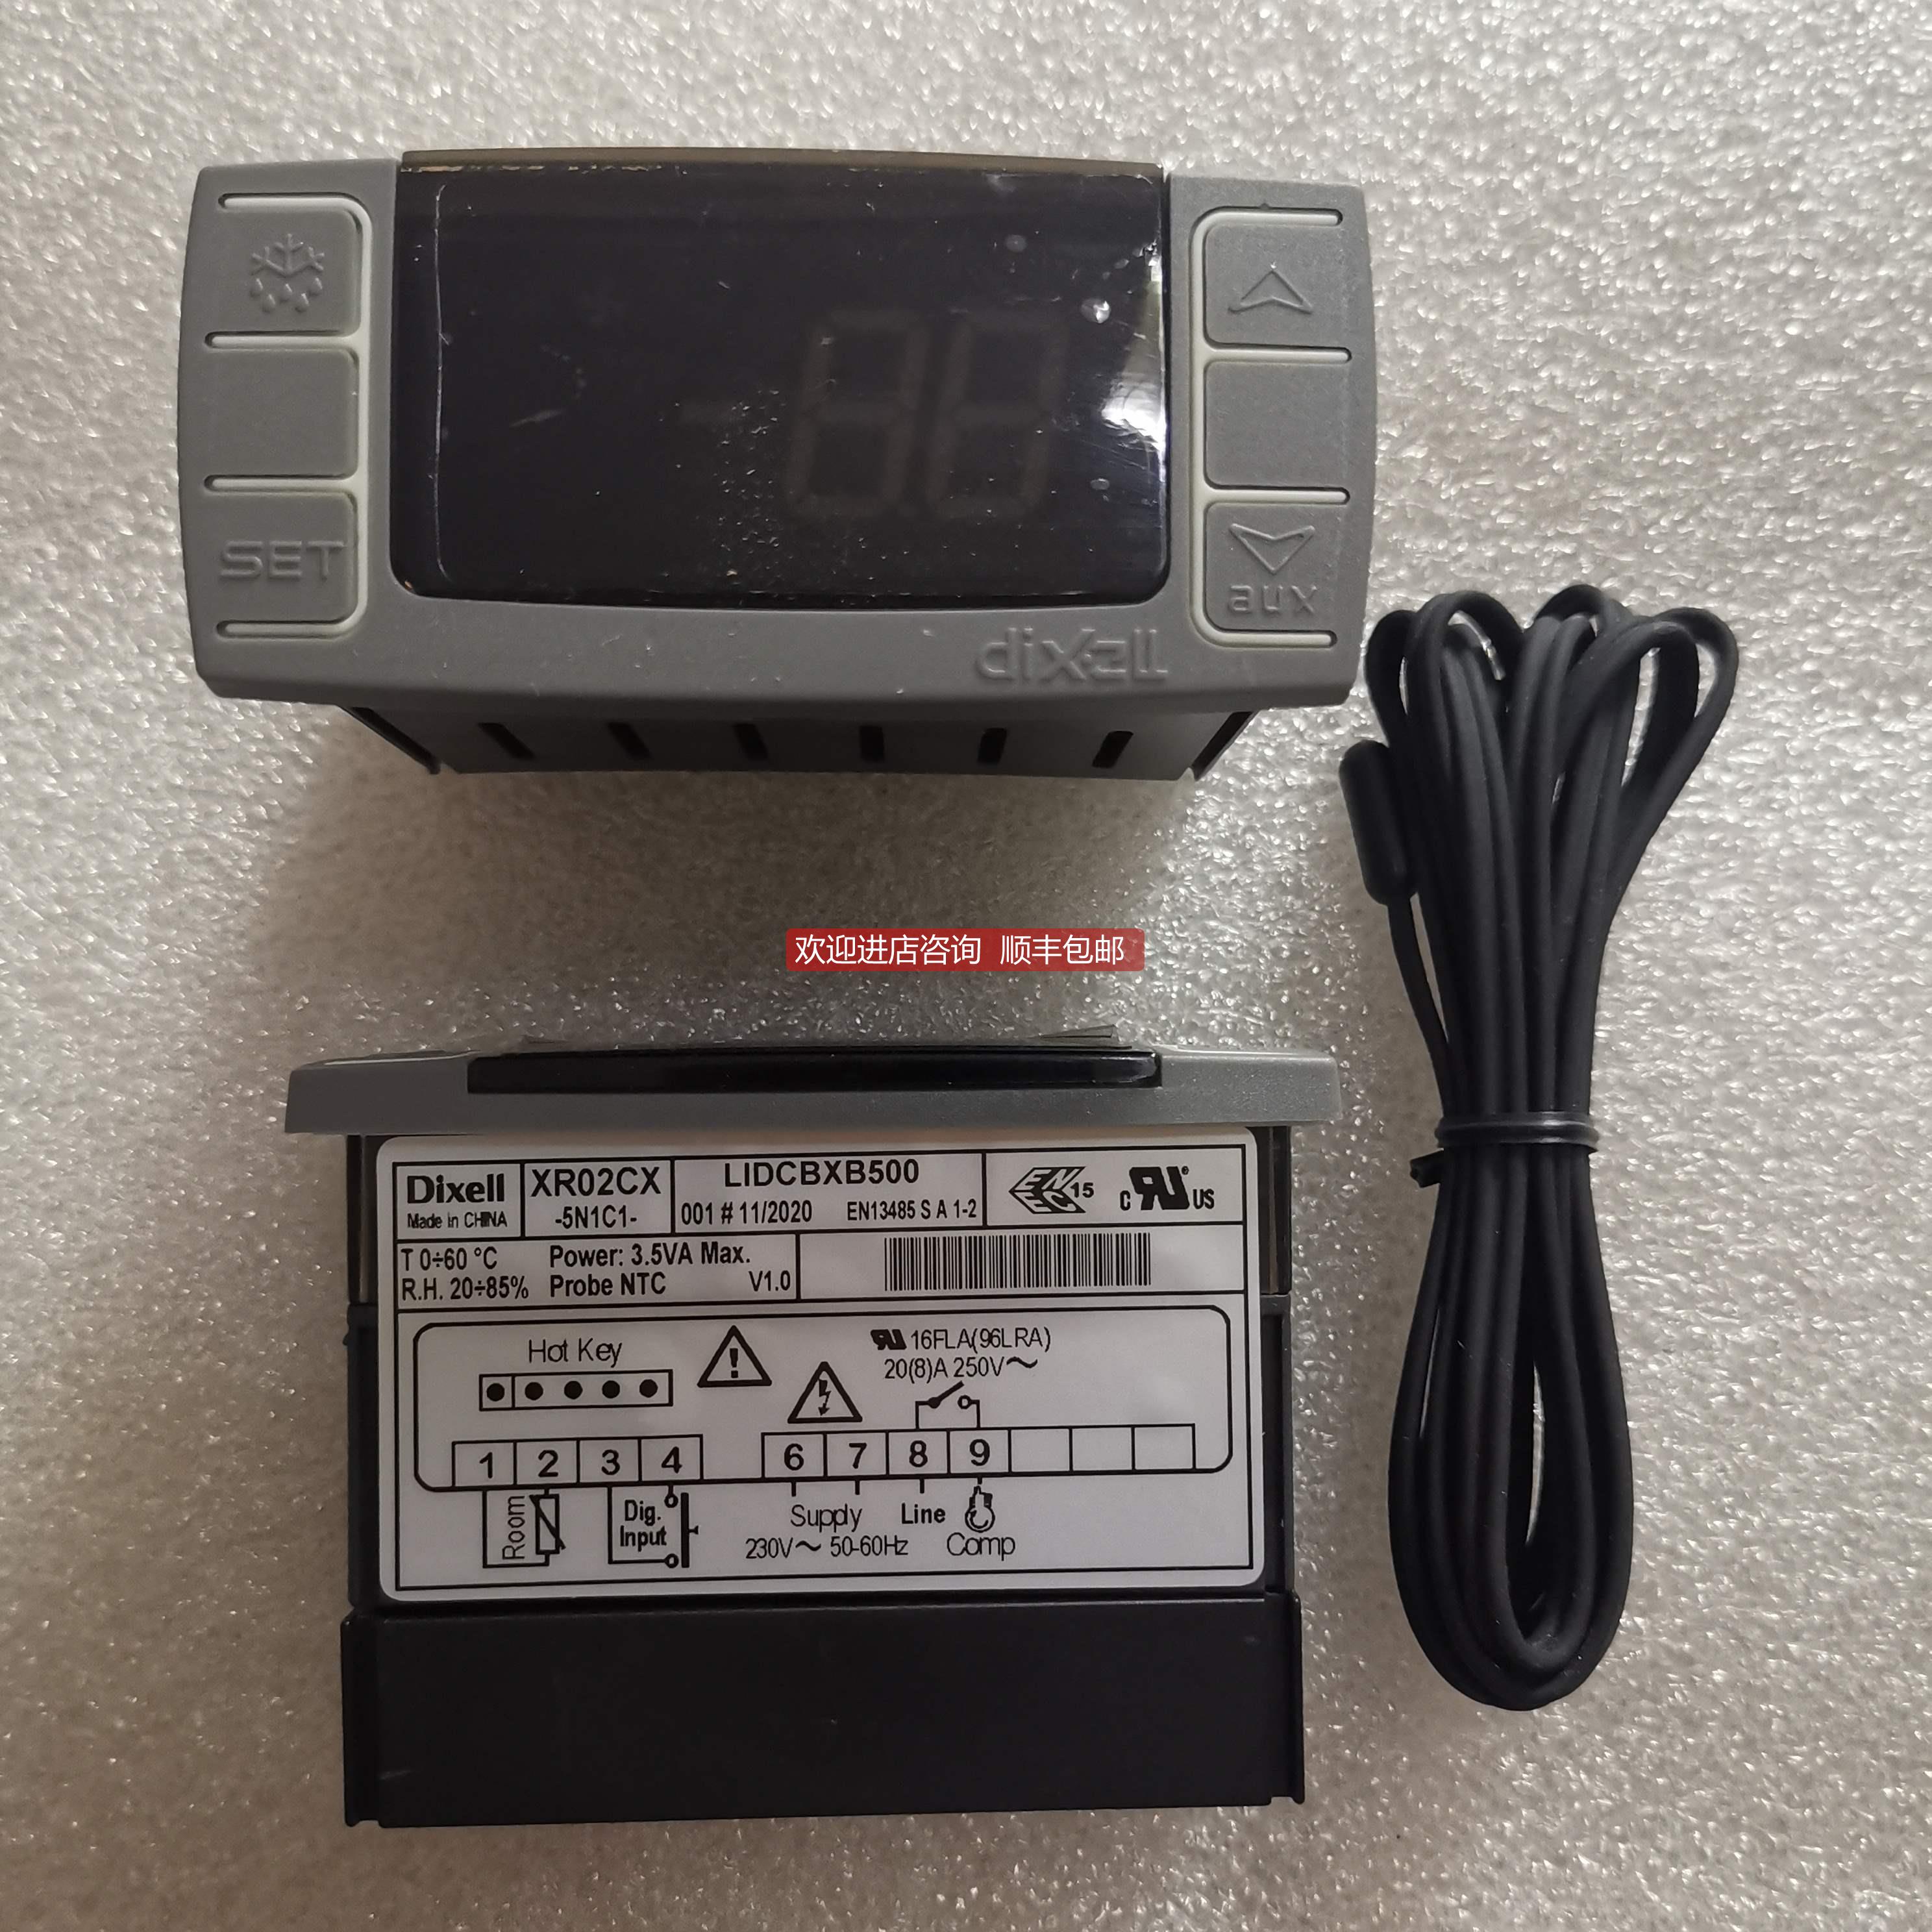 SET
aux
dixell
欢迎进店咨询 顺丰包邮
Dixell
Made in CHINA
XR02CX
-5N1C1-
LIDCBXB500
001 # 11/2020 EN13485 S A 1-2
ENEC 15
c RU US
T 0÷60 °C Power: 3.5VA Max.
R.H. 20÷85% Probe NTC V1.0
Hot Key
RU 16FLA(96LRA)
20(8)A 250V~
1 2 3 4 6 7 8 9
Room
Dig.
Input
Supply Line
230V~ 50-60Hz Comp